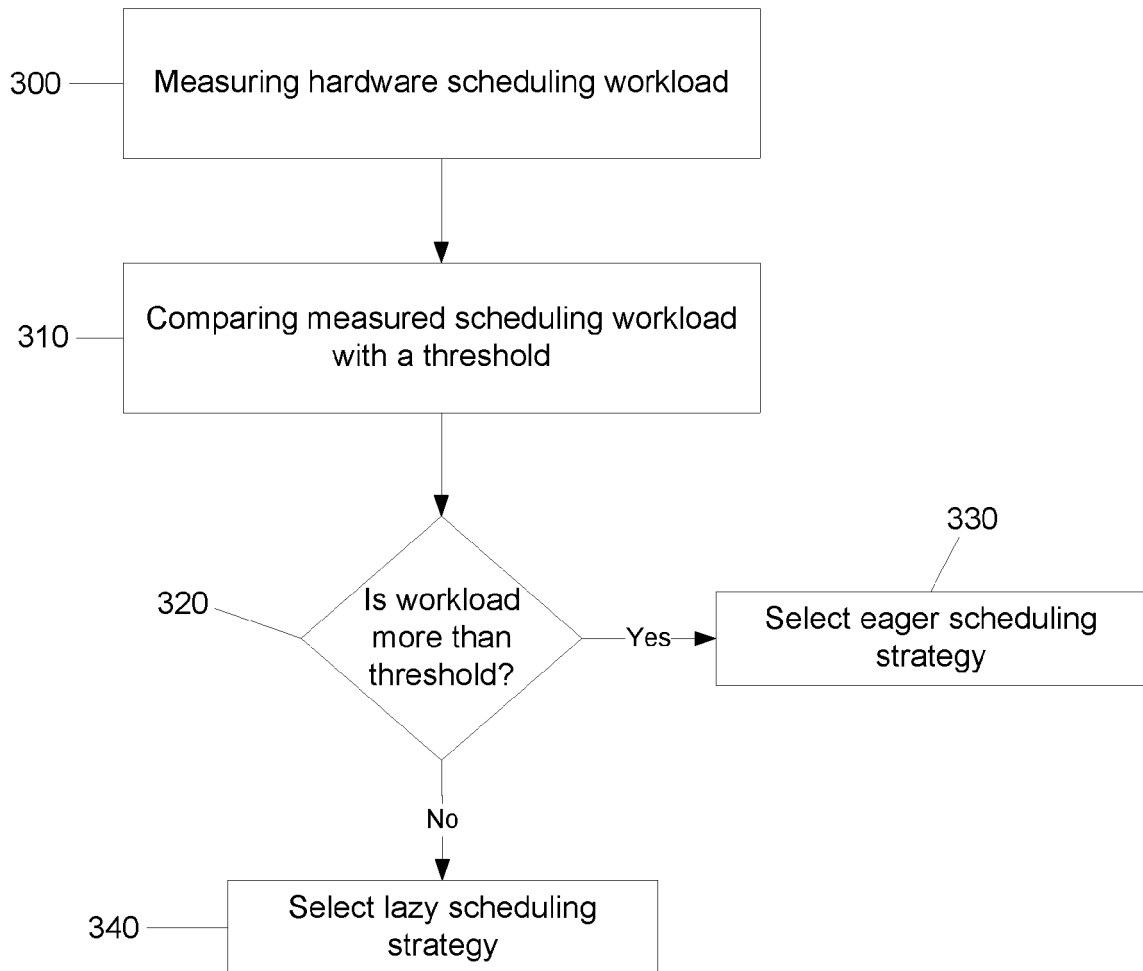 300
Measuring hardware scheduling workload
310
Comparing measured scheduling workload
with a threshold
330
320
Is workload
more than
threshold?
Yes
Select eager scheduling
strategy
No
340
Select lazy scheduling
strategy